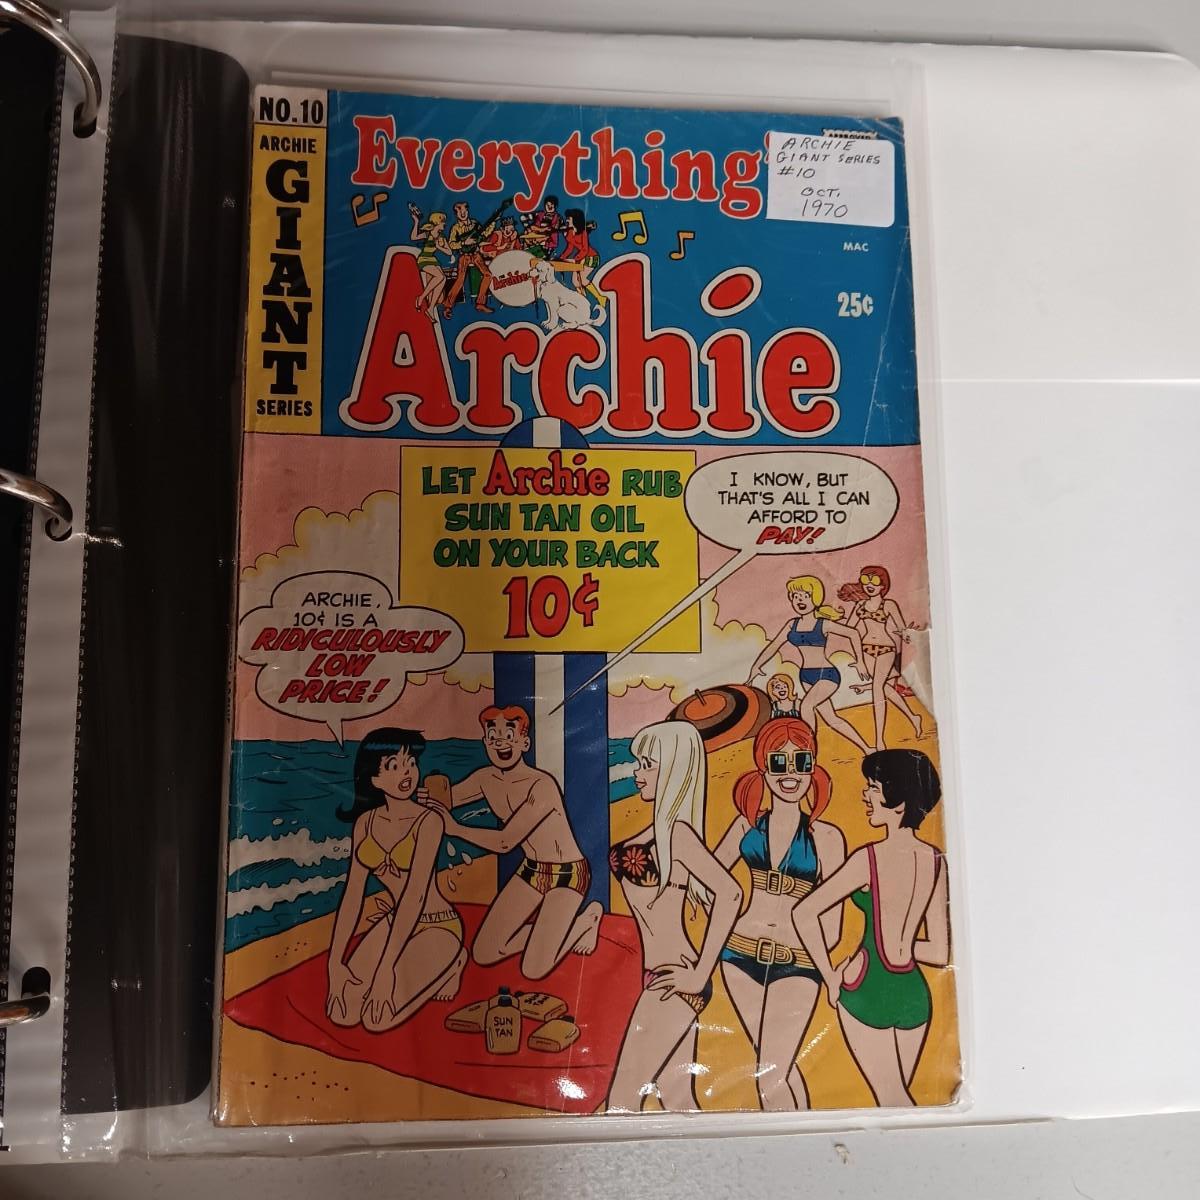 NO.10
ARCHIE
GIANT
SERIES
Everything'
ARCHIE
GIANT SERIES
#10
OCT,
1970
MAC
25¢
Archie
LET Archie RUB
SUN TAN OIL
ON YOUR BACK
10¢
I KNOW, BUT
THAT'S ALL I CAN
AFFORD TO
PAY!
ARCHIE,
10¢ IS A
RIDICULOUSLY
LOW
PRICE!
SUN
TAN